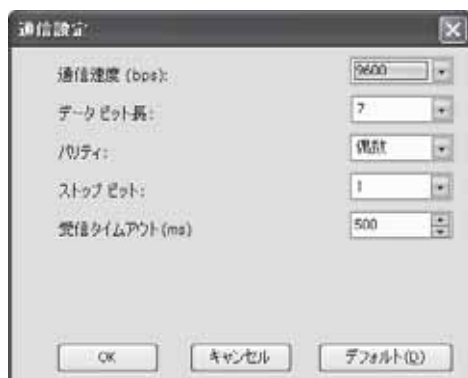 通信設定
通信速度 (bps): 9600
データ ビット長: 7
パリティ: 偶数
ストップ ビット: 1
受信タイムアウト(ms) 500
OK キャンセル デフォルト(D)